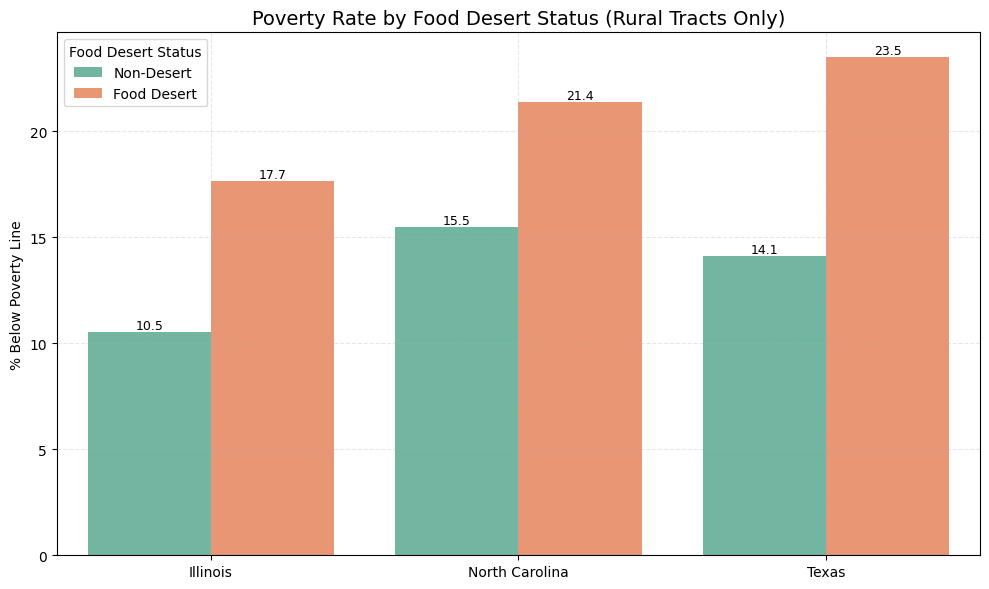 Poverty Rate by Food Desert Status (Rural Tracts Only)
Food Desert Status
Non-Desert
Food Desert
% Below Poverty Line
20
15
10
5
0
10.5
17.7
15.5
21.4
14.1
23.5
Illinois
North Carolina
Texas